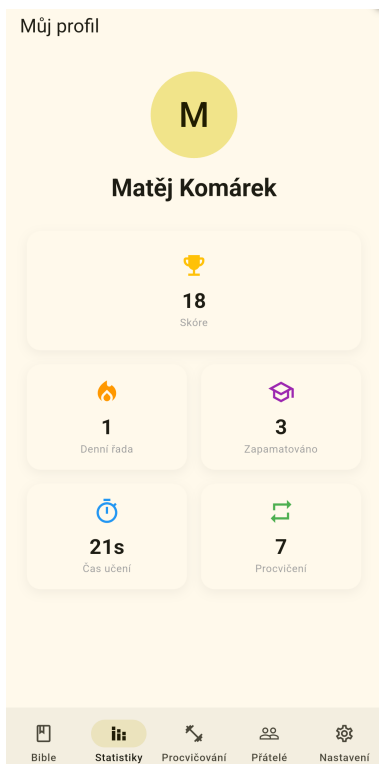 Můj profil
M
Matěj Komárek
18
Skóre
1
Denní řada
3
Zapamatováno
21s
Čas učení
7
Procvičení
Bible
Statistiky
Procvičování
Přátelé
Nastavení